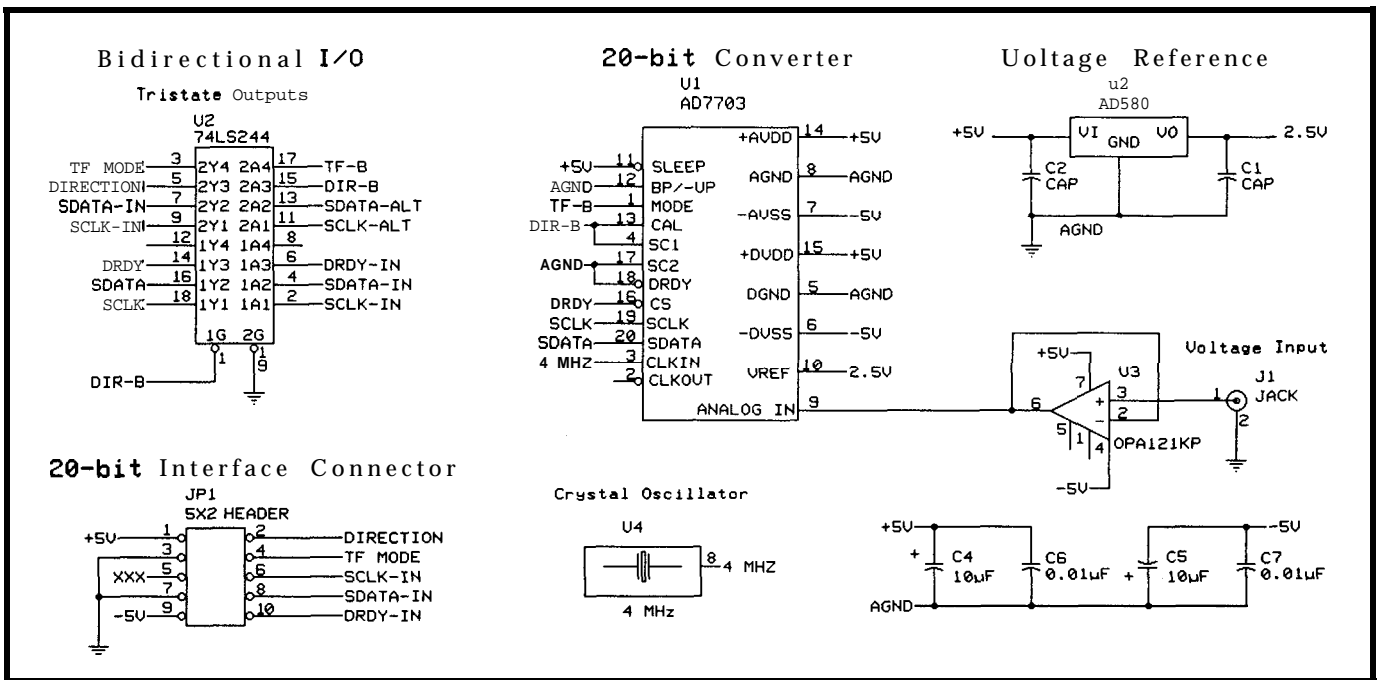 Bidirectional I/O
Tristate Outputs
U2
74LS244
TF MODE 3 2Y4 2A4 17 TF-B
DIRECTION 5 2Y3 2A3 15 DIR-B
SDATA-IN 7 2Y2 2A2 13 SDATA-ALT
SCLK-IN 9 2Y1 2A1 11 SCLK-ALT
12 1Y4 1A4 8
DRDY 14 1Y3 1A3 6 DRDY-IN
SDATA 16 1Y2 1A2 4 SDATA-IN
SCLK 18 1Y1 1A1 2 SCLK-IN
1G 2G
1 19
DIR-B
20-bit Converter
U1
AD7703
+AVDD 14 +5V
+5V 11 SLEEP
AGND 8 AGND
AGND 12 BP/-UP
TF-B 1 MODE
-AVSS 7 -5V
DIR-B 13 CAL
4 SC1
+DVDD 15 +5V
AGND 17 SC2
18 DRDY
DGND 5 AGND
DRDY 16 CS
SCLK 19 SCLK
-DVSS 6 -5V
SDATA 20 SDATA
4 MHZ 3 CLKIN
VREF 10 2.5V
2 CLKOUT
ANALOG IN 9
Uoltage Reference
u2
AD580
+5V VI VO 2.5V
GND
C2
CAP
C1
CAP
AGND
Voltage Input
+5V
7
U3
J1
JACK
3
+
1
6
2
-
2
5
1
4
OPA121KP
-5V
20-bit Interface Connector
JP1
5X2 HEADER
+5V 1 2 DIRECTION
3 4 TF MODE
XXX 5 6 SCLK-IN
7 8 SDATA-IN
-5V 9 10 DRDY-IN
Crystal Oscillator
U4
8 4 MHZ
4 MHz
+5V -5V
+ C4
10µF
C6
0.01µF
+ C5
10µF
C7
0.01µF
AGND